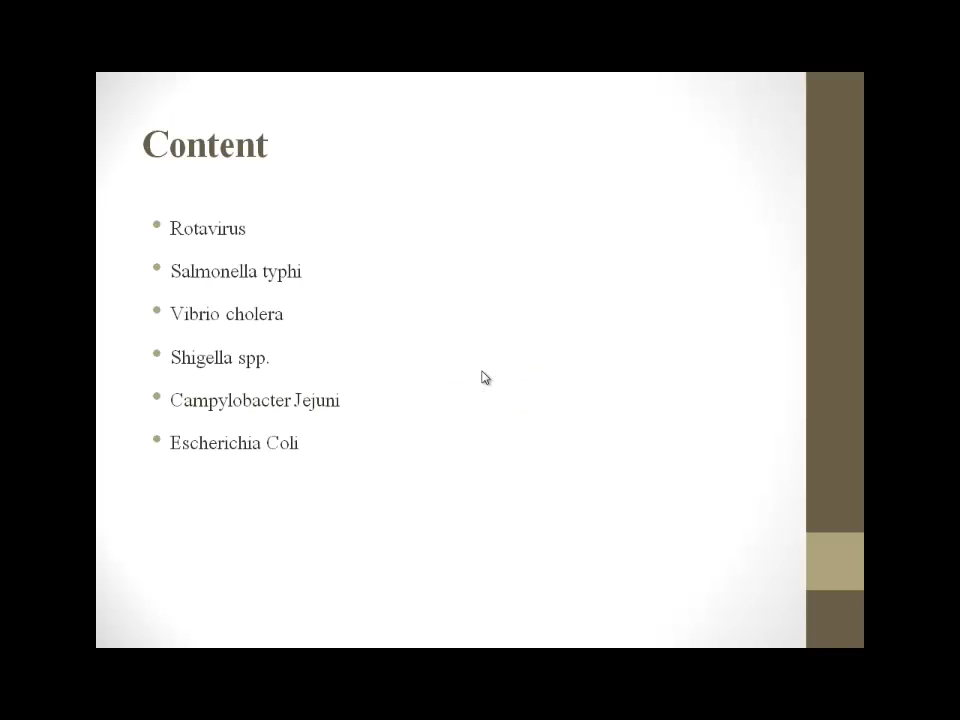 Content
• Rotavirus
• Salmonella typhi
• Vibrio cholera
• Shigella spp.
• Campylobacter Jejuni
• Escherichia Coli